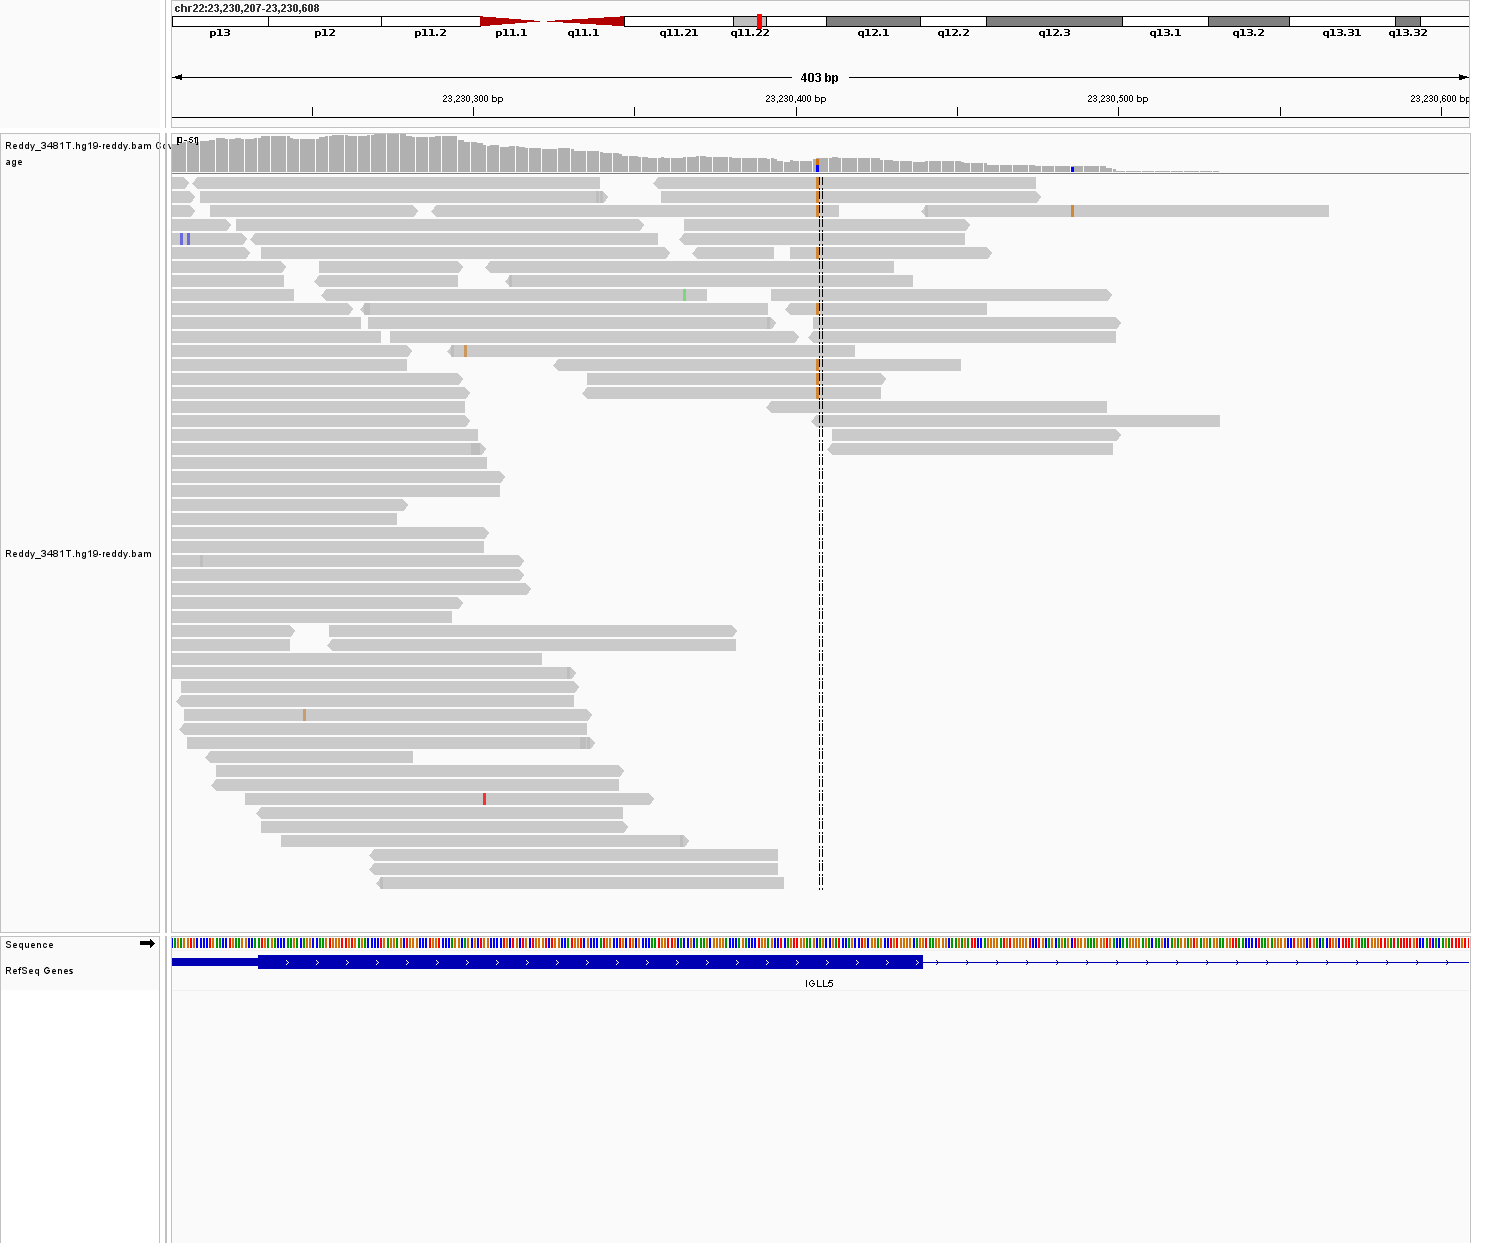 chr22:23,230,207-23,230,608
p13 p12 p11.2 p11.1 q11.1 q11.21 q11.22 q12.1 q12.2 q12.3 q13.1 q13.2 q13.31 q13.32
403 bp
23,230,300 bp 23,230,400 bp 23,230,500 bp 23,230,600 bp
Reddy_3481T.hg19-reddy.bam Cov
age
[0-51]
Reddy_3481T.hg19-reddy.bam
Sequence
RefSeq Genes
IGLL5